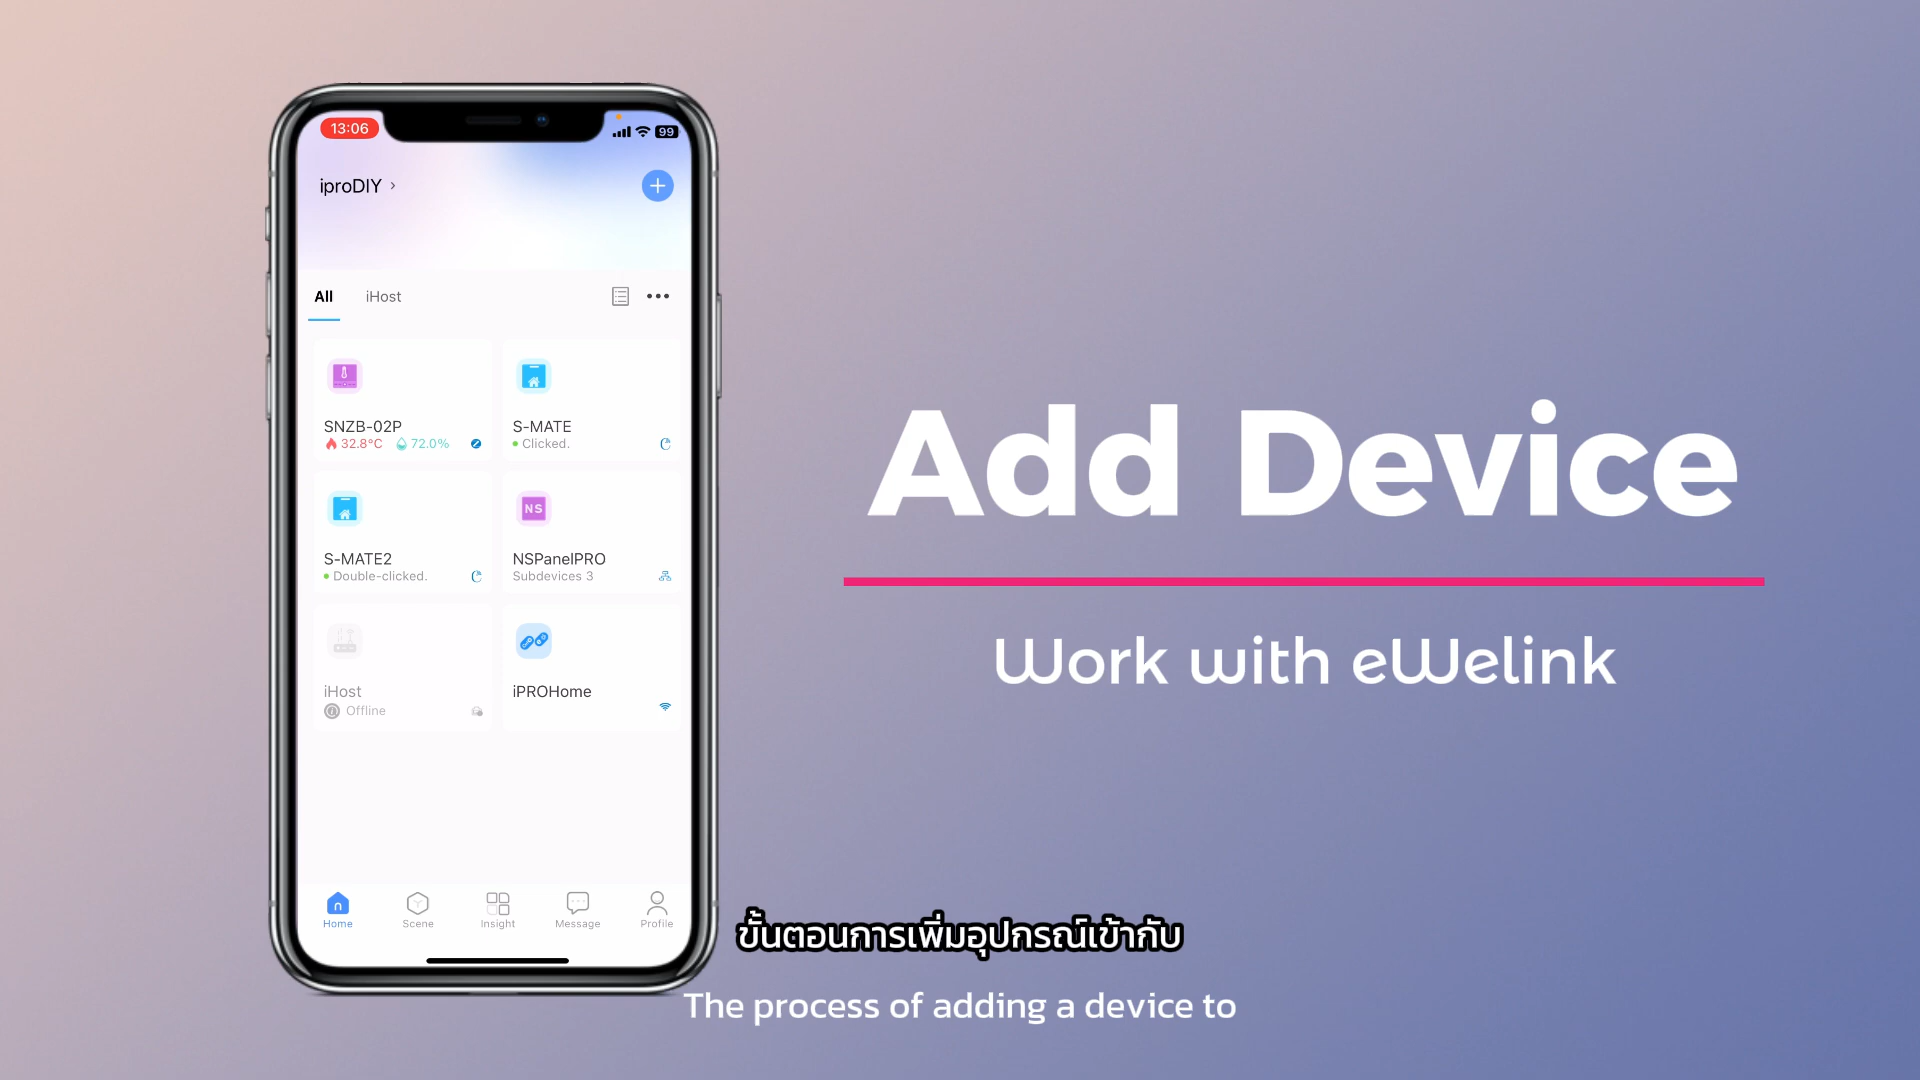 13:06
99
iproDIY
All
iHost
SNZB-02P
32.8°C
72.0%
S-MATE
Clicked.
S-MATE2
Double-clicked.
NS
NSPanelPRO
Subdevices 3
iHost
Offline
iPROHome
Home
Scene
Insight
Message
Profile
Add Device
Work with eWelink
ขั้นตอนการเพิ่มอุปกรณ์เข้ากับ
The process of adding a device to